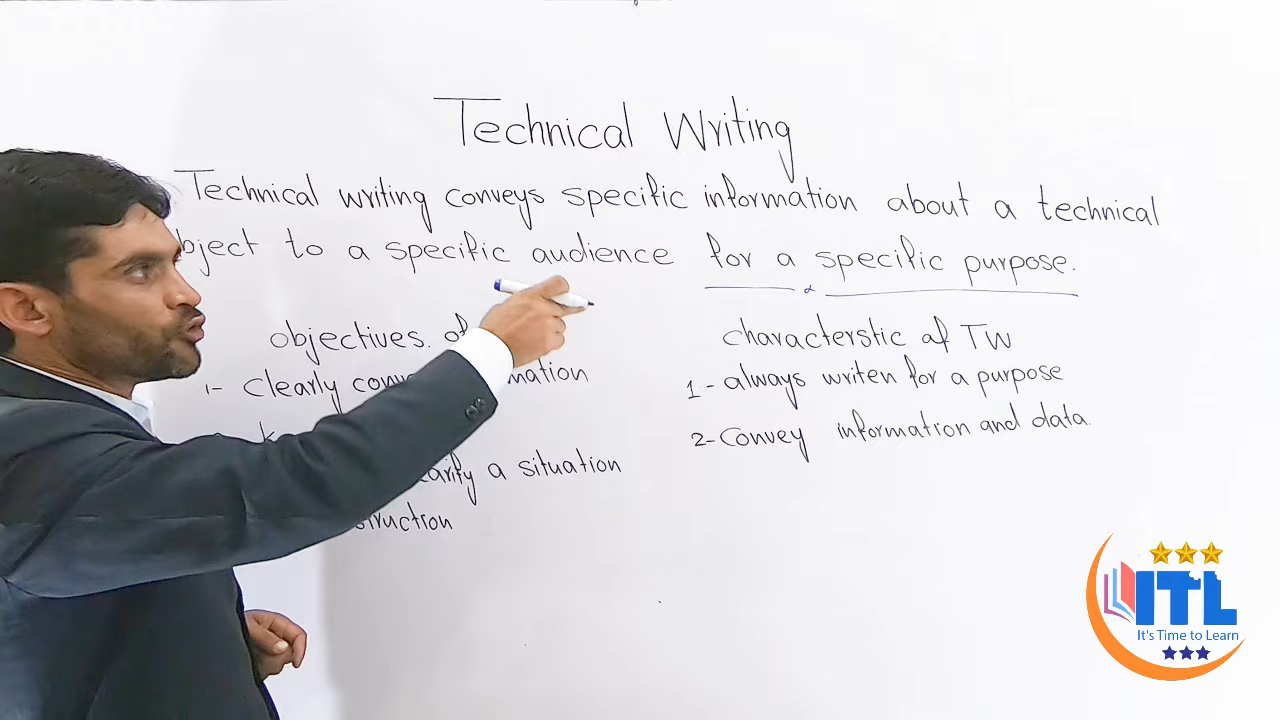 Technical Writing
Technical writing conveys specific information about a technical
bject to a specific audience for a specific purpose.
objectives. of
characterstic of TW
1- Clearly conv mation
1- always writen for a purpose
2- Convey information and data.
arify a situation
struction
ITL
It's Time to Learn